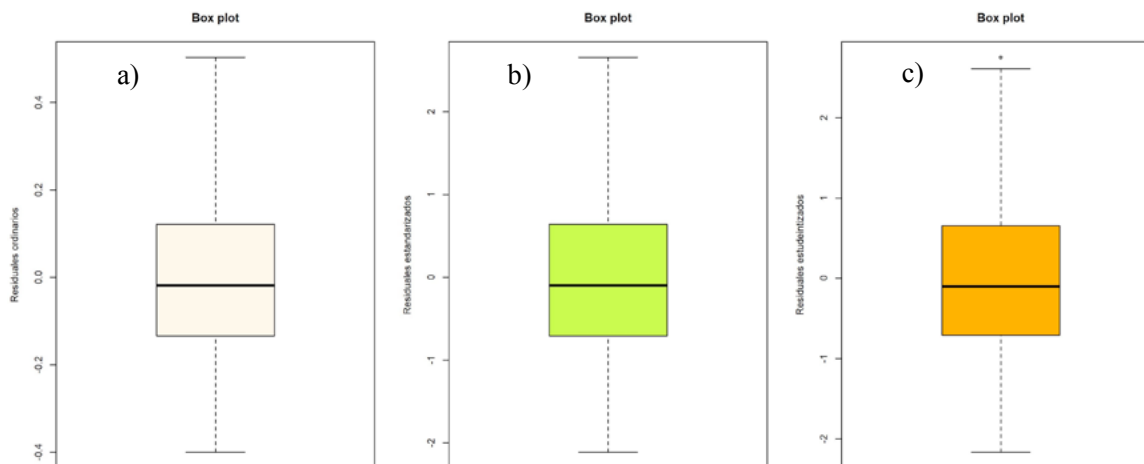 Box plot
a)
Residuales ordinarios
0.4
0.2
0.0
-0.2
-0.4
Box plot
b)
Residuales estandarizados
2
1
0
-1
-2
Box plot
c)
Residuales estudeintizados
2
1
0
-1
-2